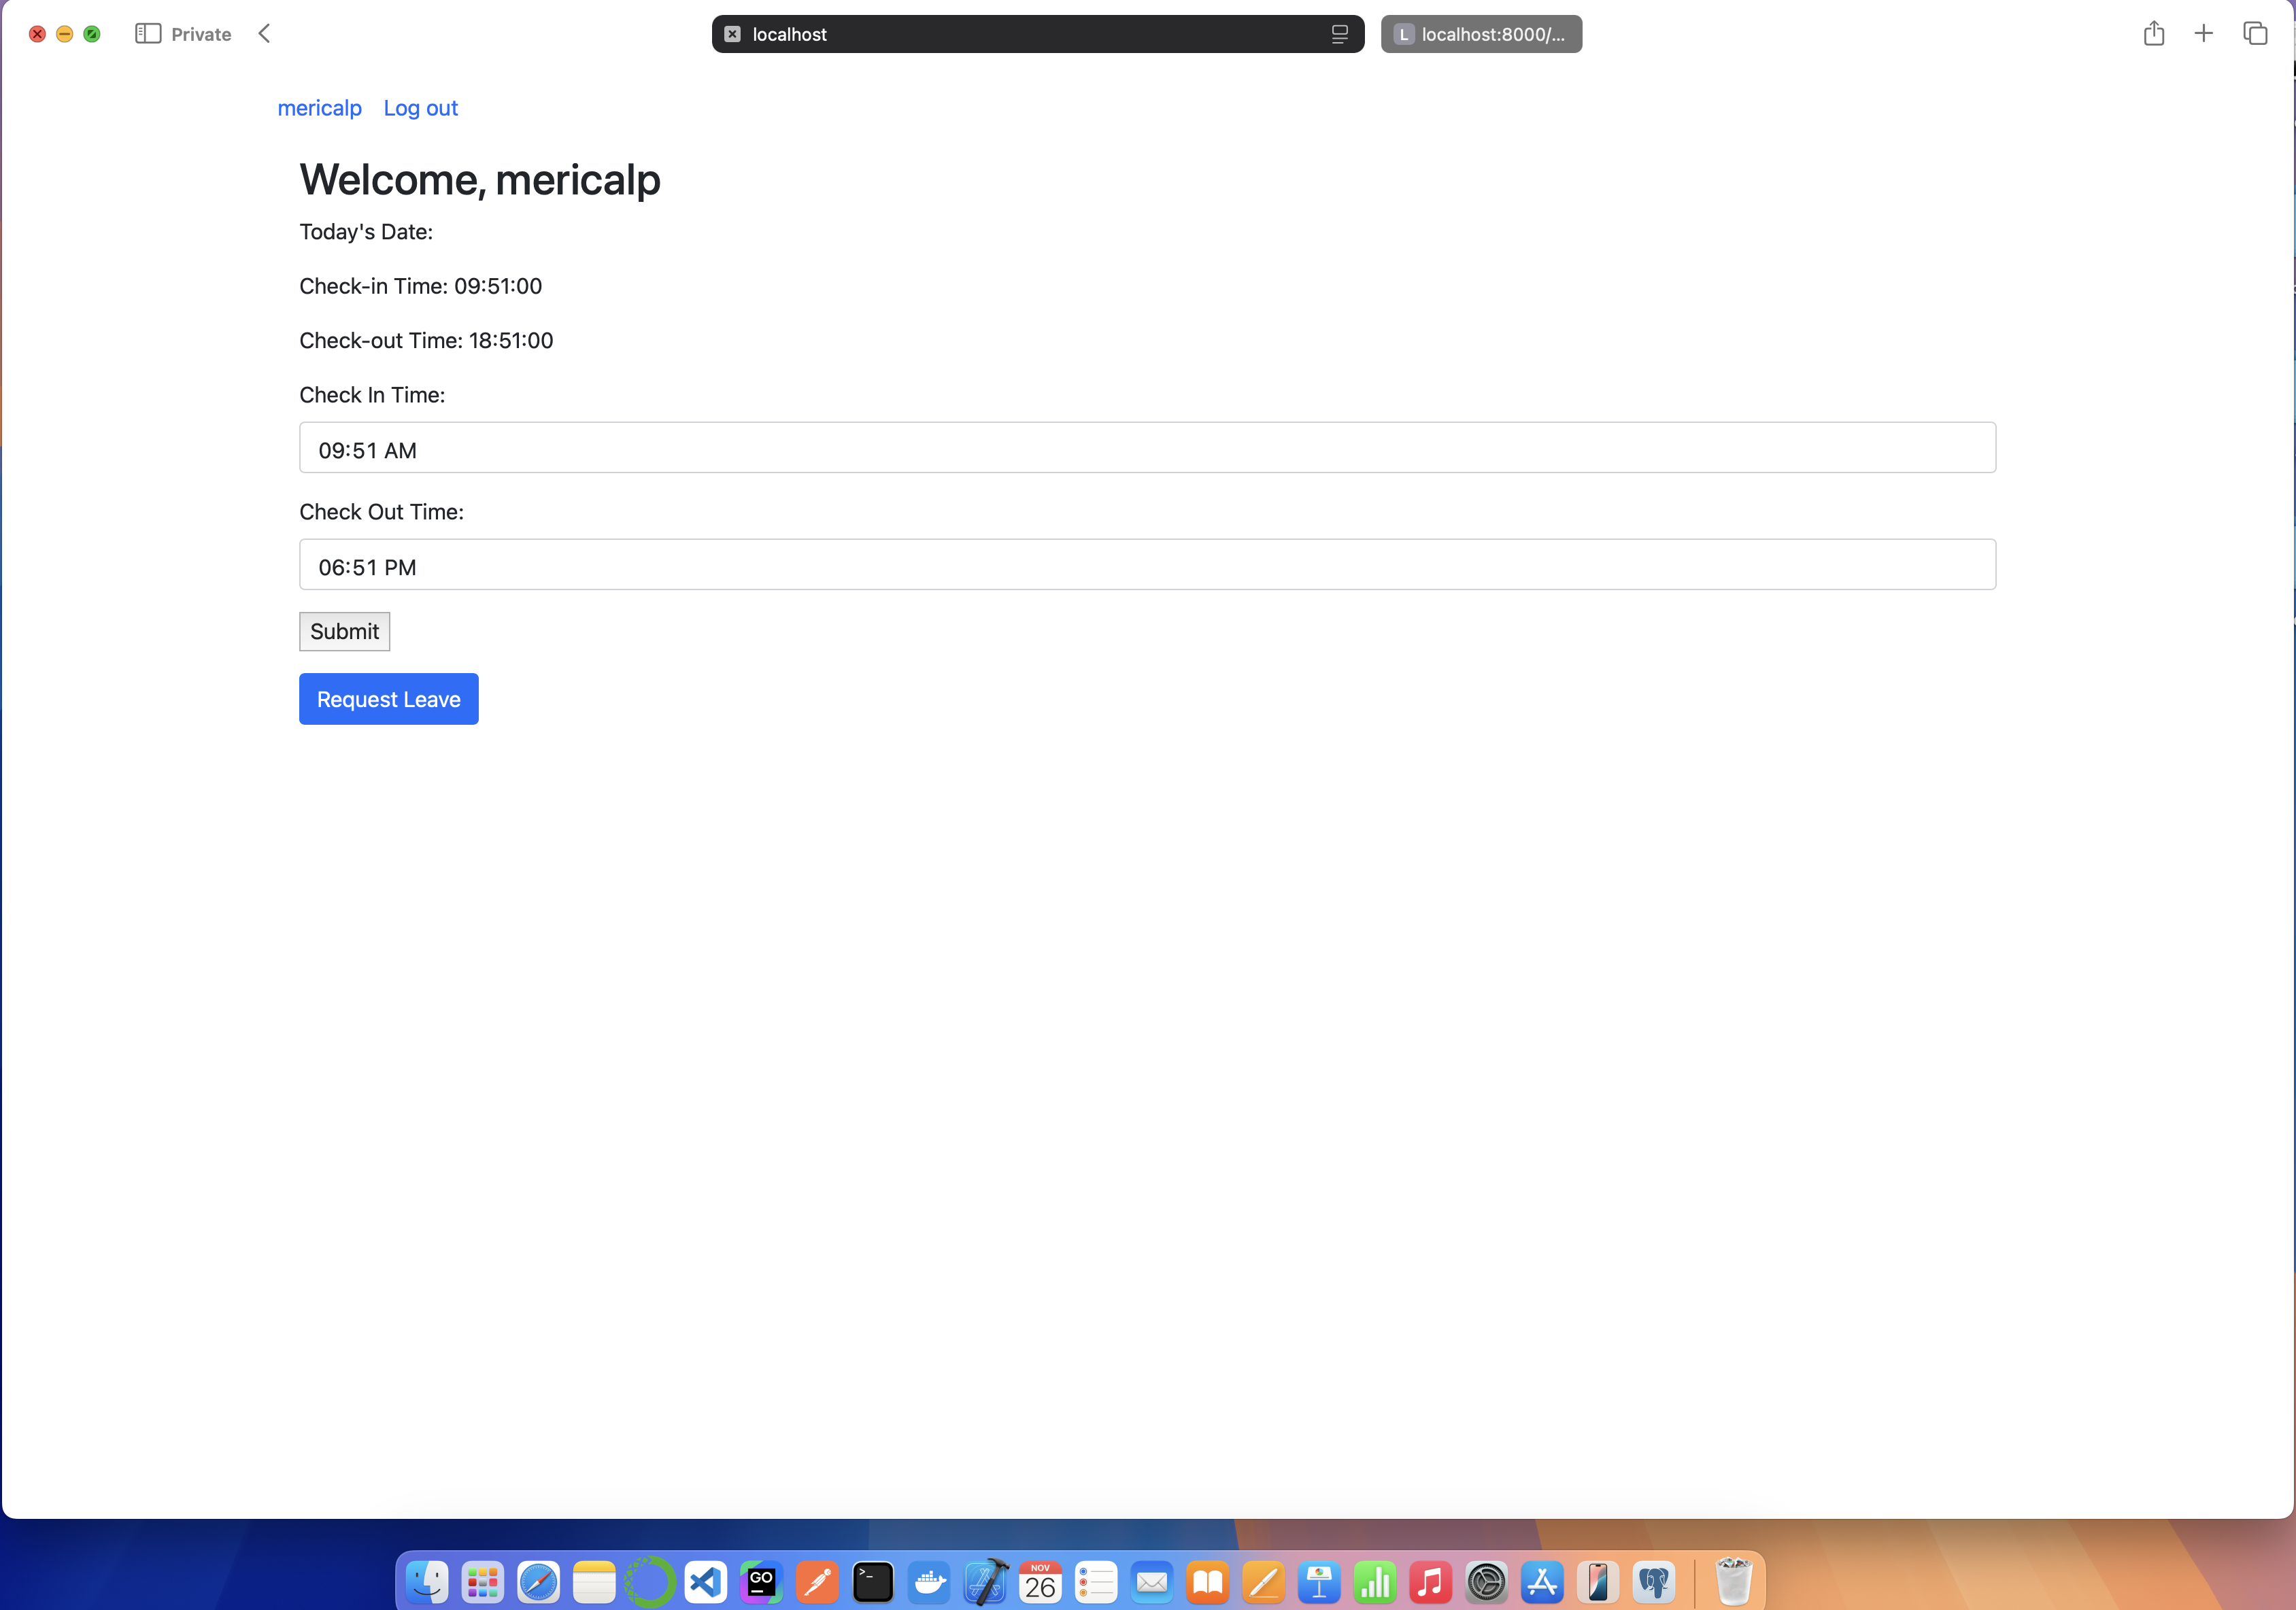 Private
localhost
L localhost:8000/...
mericalp Log out
Welcome, mericalp
Today's Date:
Check-in Time: 09:51:00
Check-out Time: 18:51:00
Check In Time:
09:51 AM
Check Out Time:
06:51 PM
Submit
Request Leave
GO
>_
NOV
26